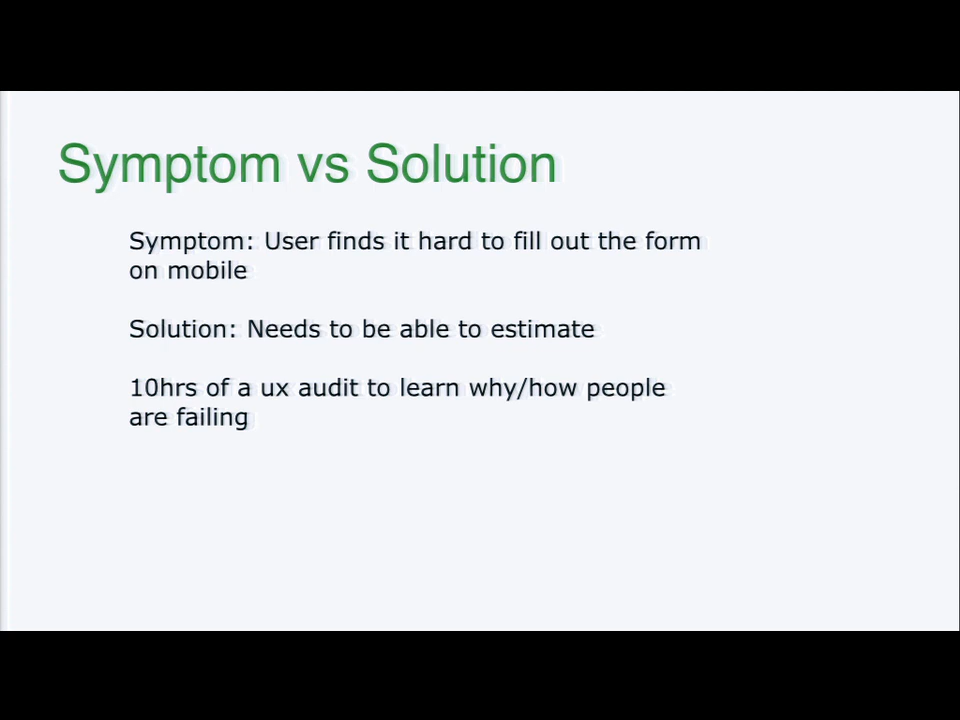 Symptom vs Solution
Symptom: User finds it hard to fill out the form
on mobile
Solution: Needs to be able to estimate
10hrs of a ux audit to learn why/how people
are failing